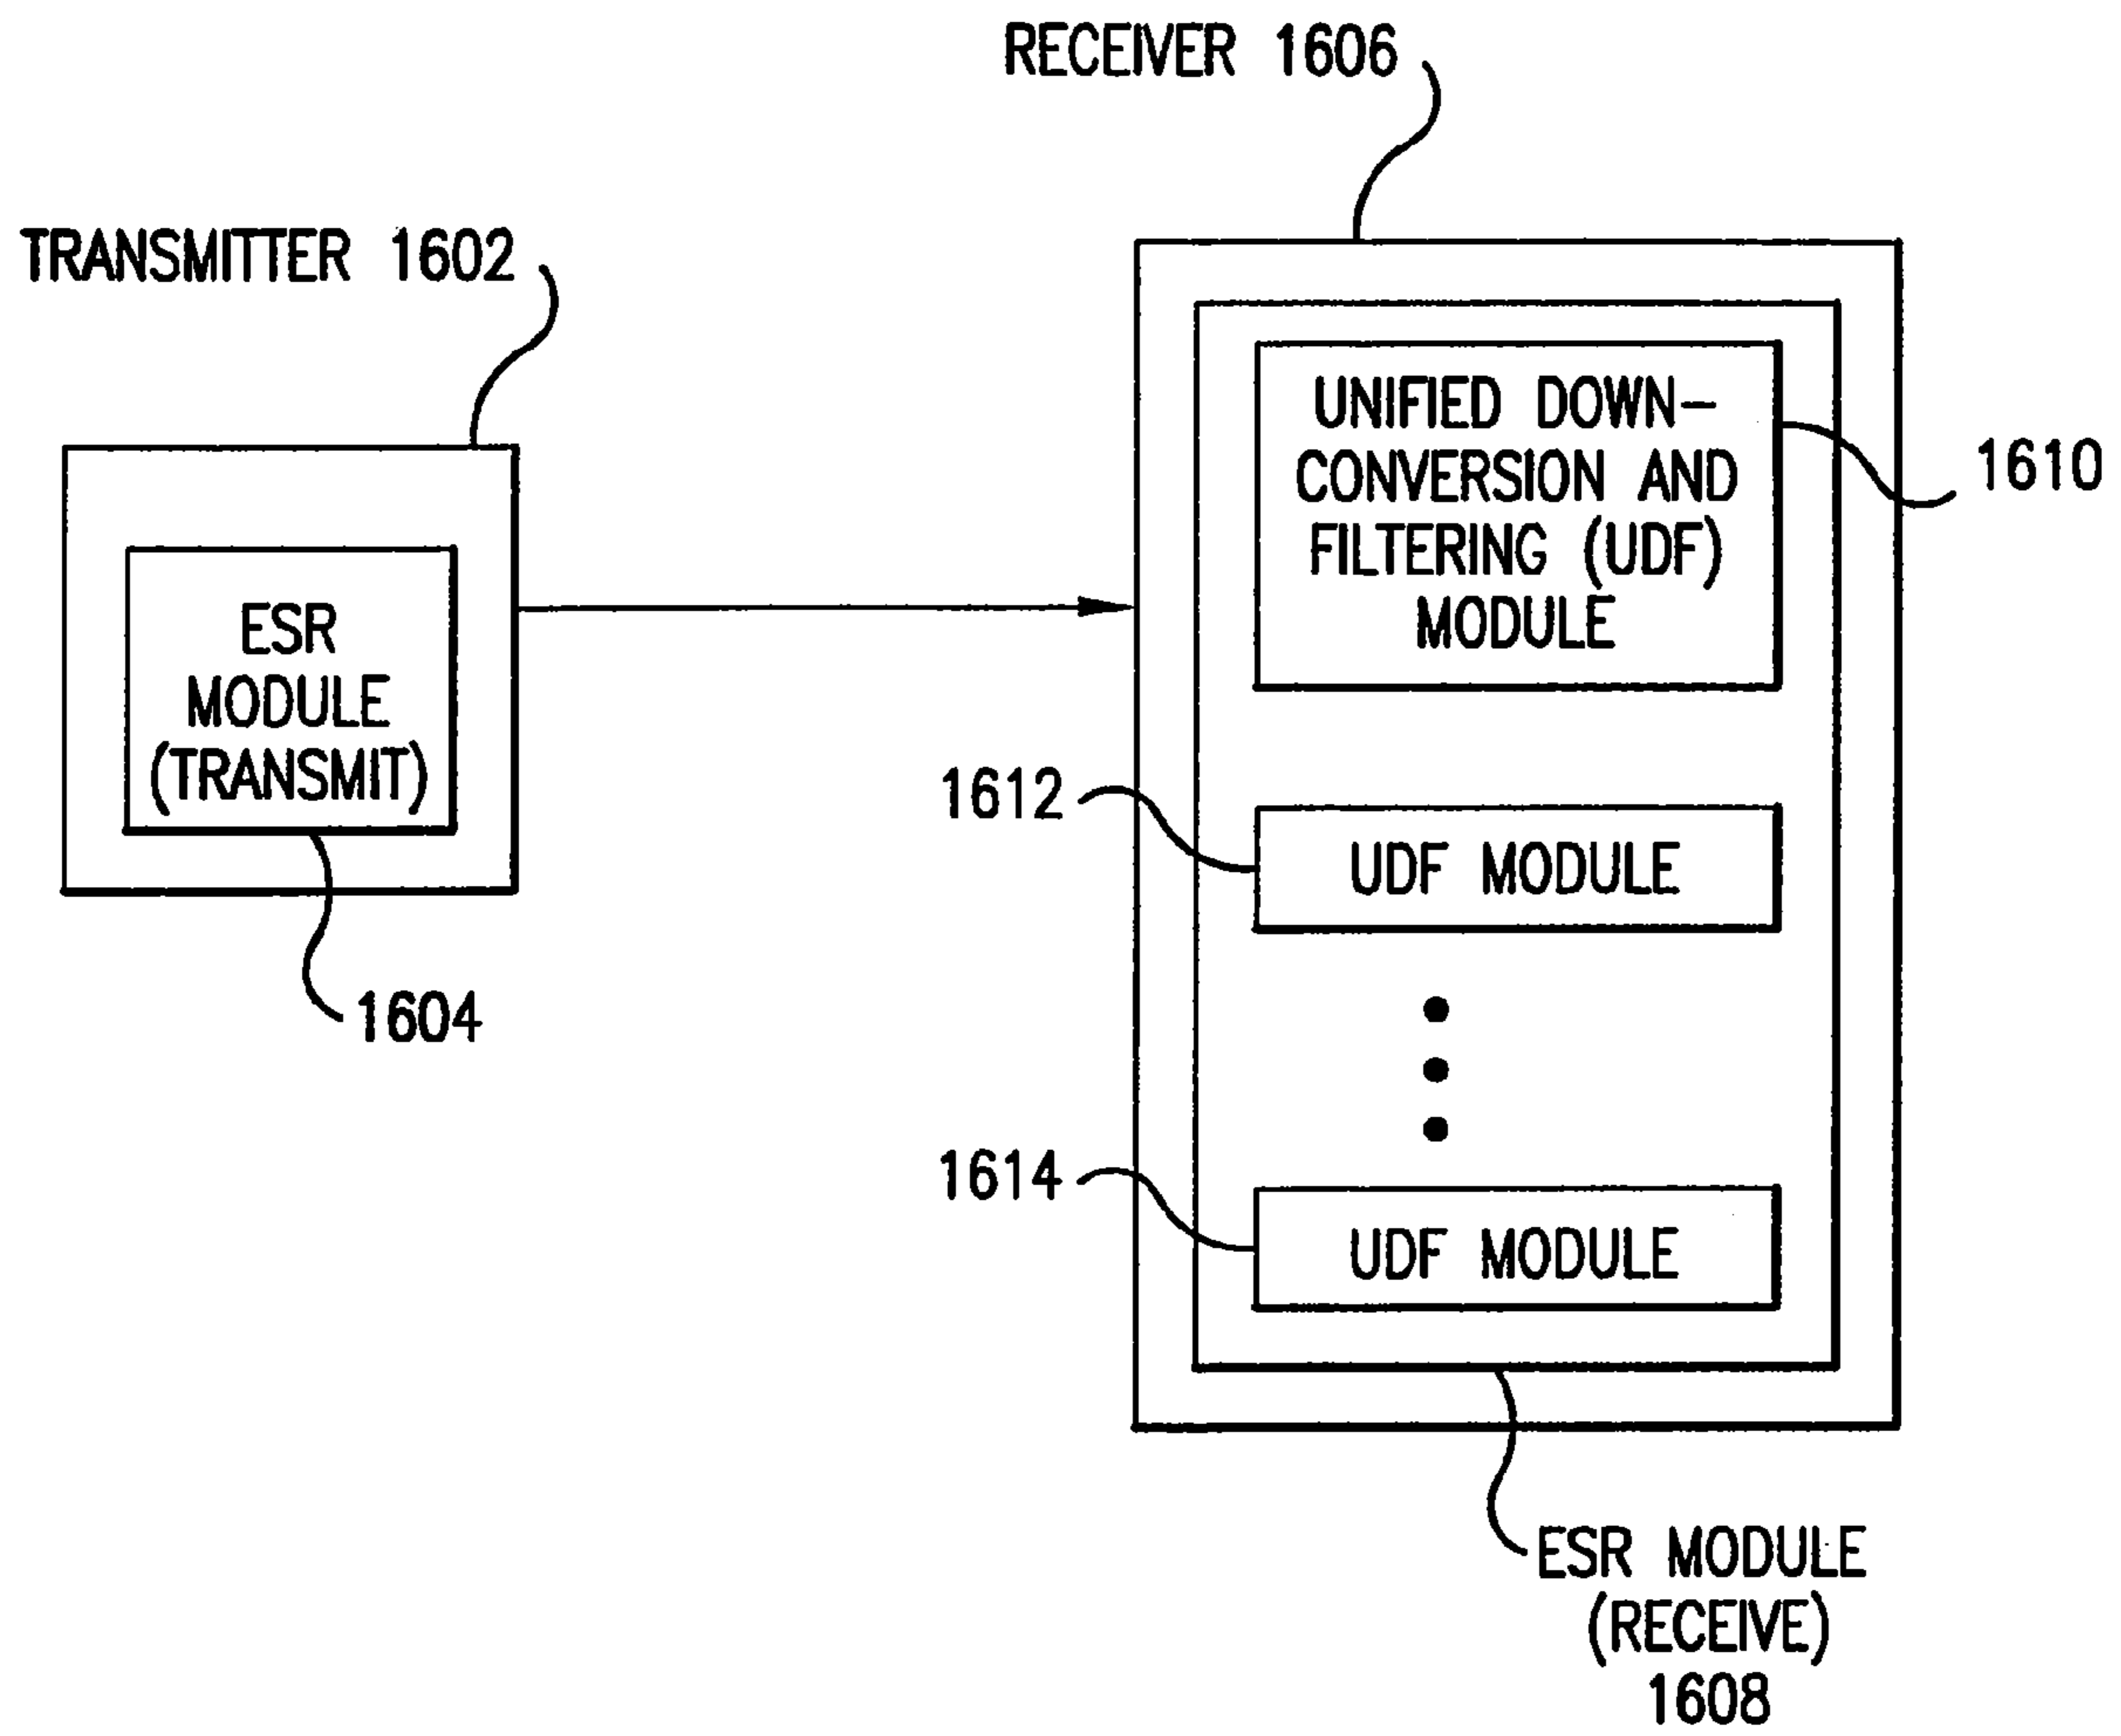 RECEIVER 1606
TRANSMITTER 1602
UNIFIED DOWN-
CONVERSION AND
FILTERING (UDF)
MODULE
1610
ESR
MODULE
(TRANSMIT)
1604
1612
UDF MODULE
1614
UDF MODULE
ESR MODULE
(RECEIVE)
1608